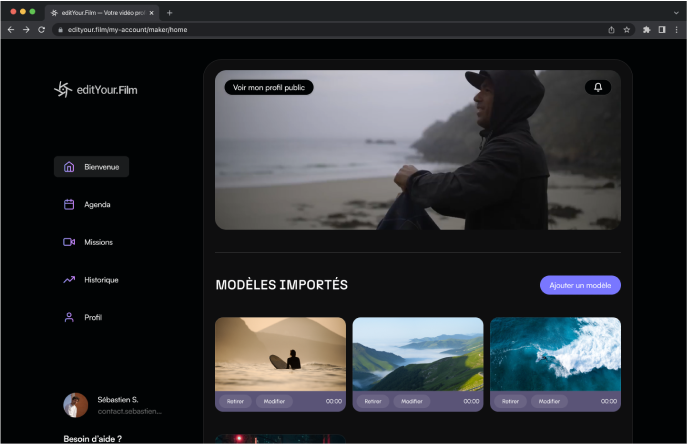 editYour.Film — Votre vidéo prof
edityour.film/my-account/maker/home
editYour.Film
Voir mon profil public
Bienvenue
Agenda
Missions
Historique
Profil
MODÈLES IMPORTÉS
Ajouter un modèle
Retirer
Modifier
00:00
Retirer
Modifier
00:00
Retirer
Modifier
00:00
Sébastien S.
contact.sebastien...
Besoin d'aide ?